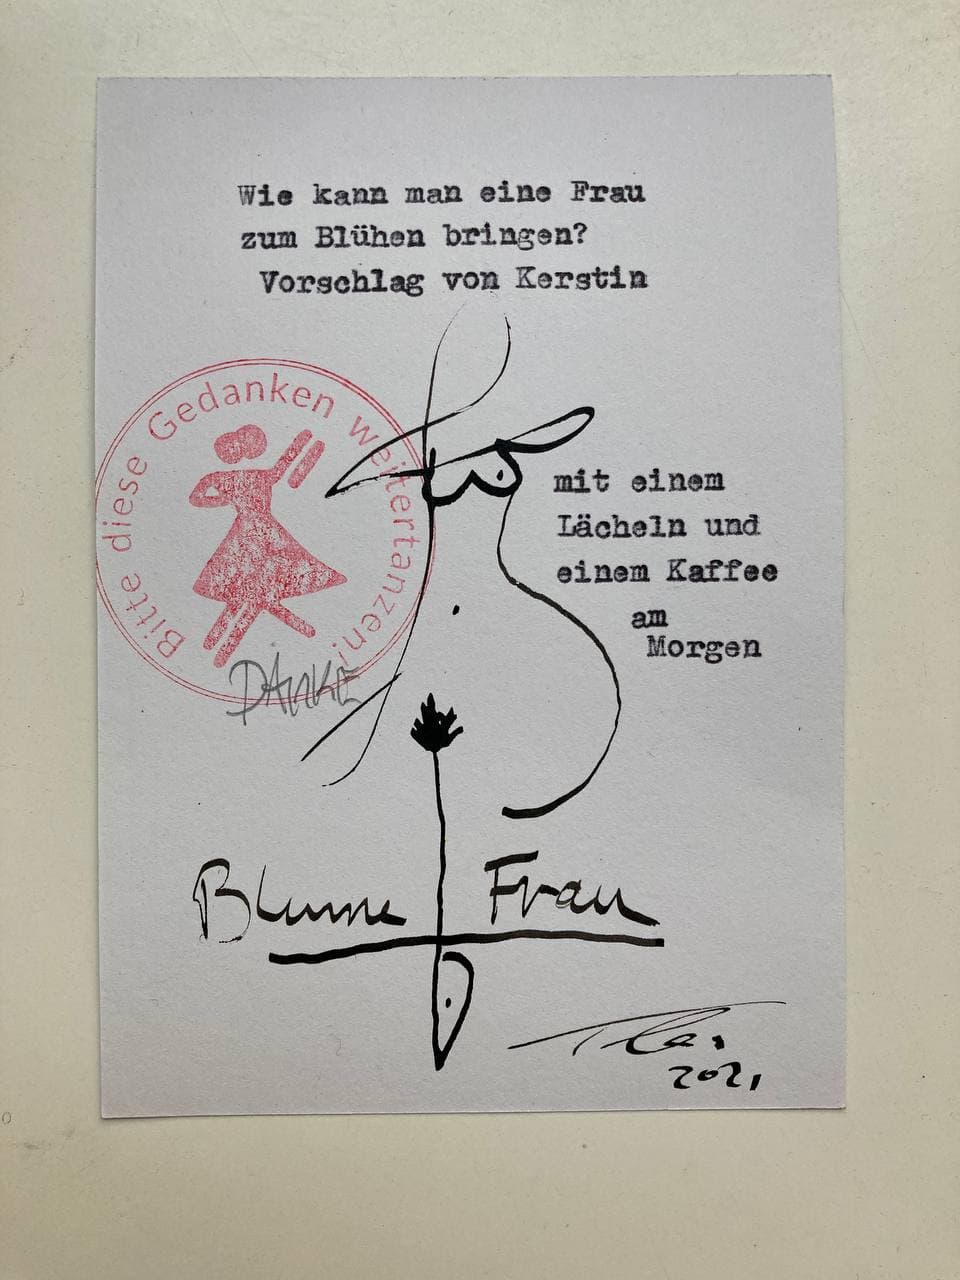 Wie kann man eine Frau
zum Blühen bringen?
Vorschlag von Kerstin
Bitte diese Gedanken weitertanzen!
DANKE
mit einem
Lächeln und
einem Kaffee
am
Morgen
Blume Frau
2021